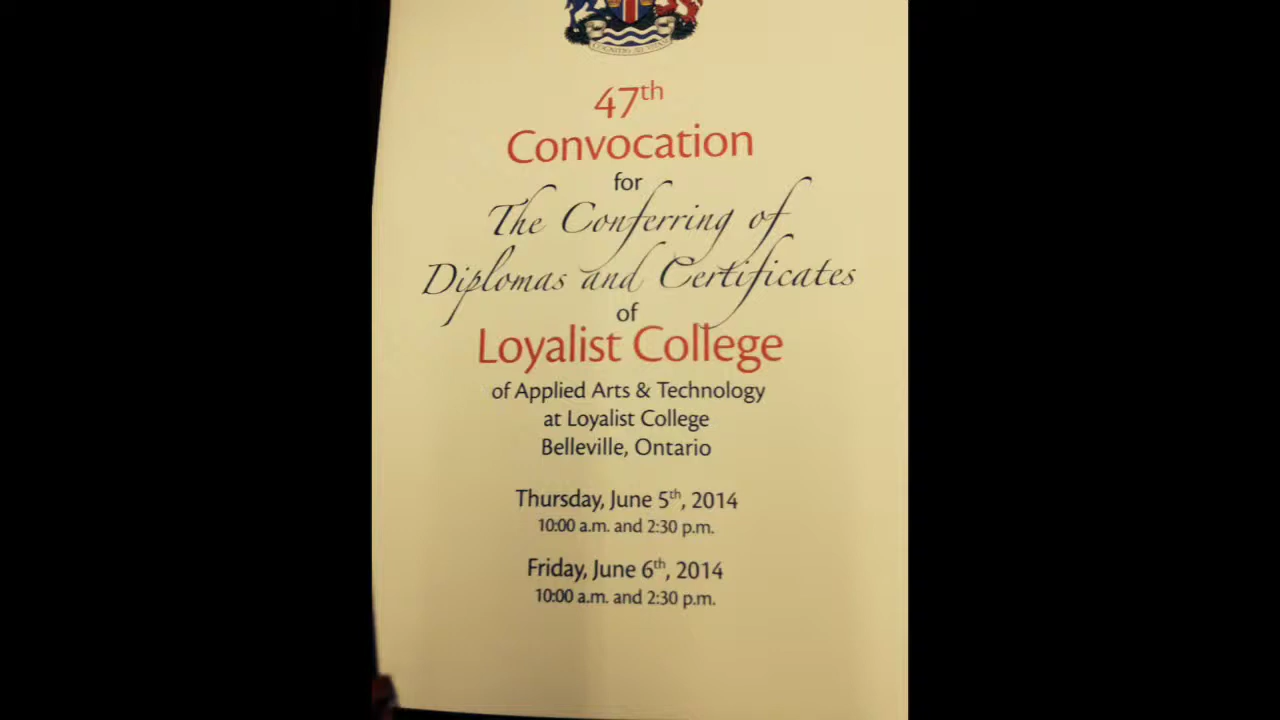 47th
Convocation
for
The Conferring of
Diplomas and Certificates
of
Loyalist College
of Applied Arts & Technology
at Loyalist College
Belleville, Ontario
Thursday, June 5th, 2014
10:00 a.m. and 2:30 p.m.
Friday, June 6th, 2014
10:00 a.m. and 2:30 p.m.